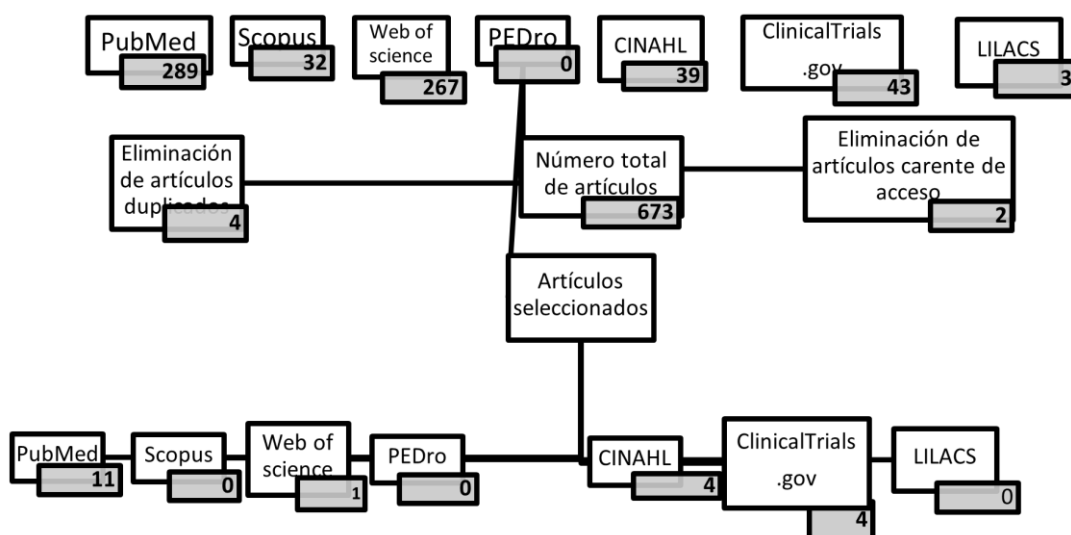 PubMed
289
Scopus
32
Web of
science
267
PEDro
0
CINAHL
39
ClinicalTrials
.gov
43
LILACS
3
Eliminación
de artículos
duplicados
4
Número total
de artículos
673
Eliminación de
artículos carente de
acceso
2
Artículos
seleccionados
PubMed
11
Scopus
0
Web of
science
1
PEDro
0
CINAHL
4
ClinicalTrials
.gov
4
LILACS
0